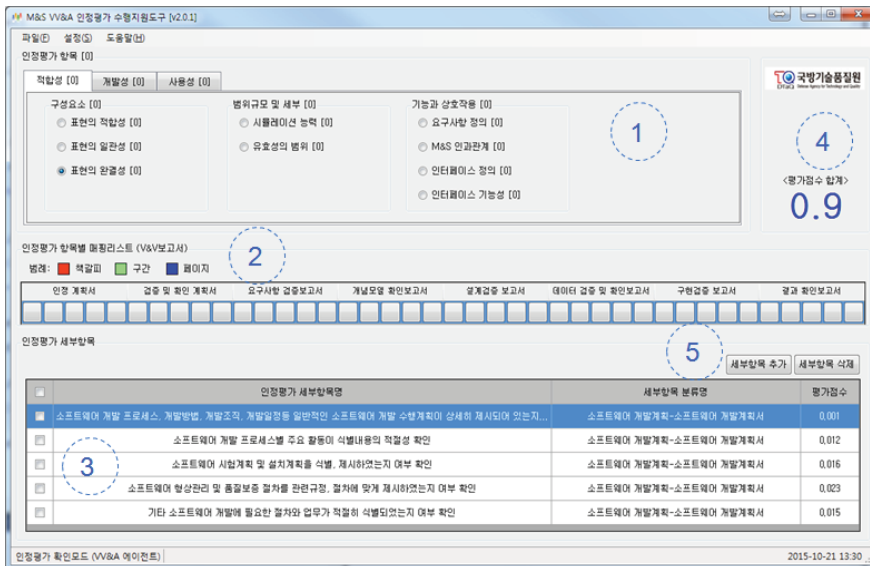 M&S VV&A 인정평가 수행지원도구 [v2.0.1]
파일(F) 설정(S) 도움말(H)
인정평가 항목 [0]
적합성 [0] 개발성 [0] 사용성 [0]
국방기술품질원
DTaQ Defense Agency for Technology and Quality
구성요소 [0] 범위규모 및 세부 [0] 기능과 상호작용 [0]
표현의 적합성 [0] 시뮬레이션 능력 [0] 요구사항 정의 [0]
표현의 일관성 [0] 유효성의 범위 [0] M&S 인과관계 [0]
표현의 완결성 [0] 인터페이스 정의 [0]
인터페이스 기능성 [0]
1
4
<평가점수 합계>
0.9
인정평가 항목별 매핑리스트 (V&V보고서)
2
범례: 책갈피 구간 페이지
인정 계획서 검증 및 확인 계획서 요구사항 검증보고서 개념모델 확인보고서 설계검증 보고서 데이터 검증 및 확인보고서 구현검증 보고서 결과 확인보고서
인정평가 세부항목
5
세부항목 추가 세부항목 삭제
인정평가 세부항목명 세부항목 분류명 평가점수
소프트웨어 개발 프로세스, 개발방법, 개발조직, 개발일정등 일반적인 소프트웨어 개발 수행계획이 상세히 제시되어 있는지... 소프트웨어 개발계획-소프트웨어 개발계획서 0,001
소프트웨어 개발 프로세스별 주요 활동이 식별내용의 적절성 확인 소프트웨어 개발계획-소프트웨어 개발계획서 0,012
소프트웨어 시험계획 및 설치계획을 식별, 제시하였는지 여부 확인 소프트웨어 개발계획-소프트웨어 개발계획서 0,016
3
소프트웨어 형상관리 및 품질보증 절차를 관련규정, 절차에 맞게 제시하였는지 여부 확인 소프트웨어 개발계획-소프트웨어 개발계획서 0,023
기타 소프트웨어 개발에 필요한 절차와 업무가 적절히 식별되었는지 여부 확인 소프트웨어 개발계획-소프트웨어 개발계획서 0,015
인정평가 확인모드 (VV&A 에이전트) 2015-10-21 13:30